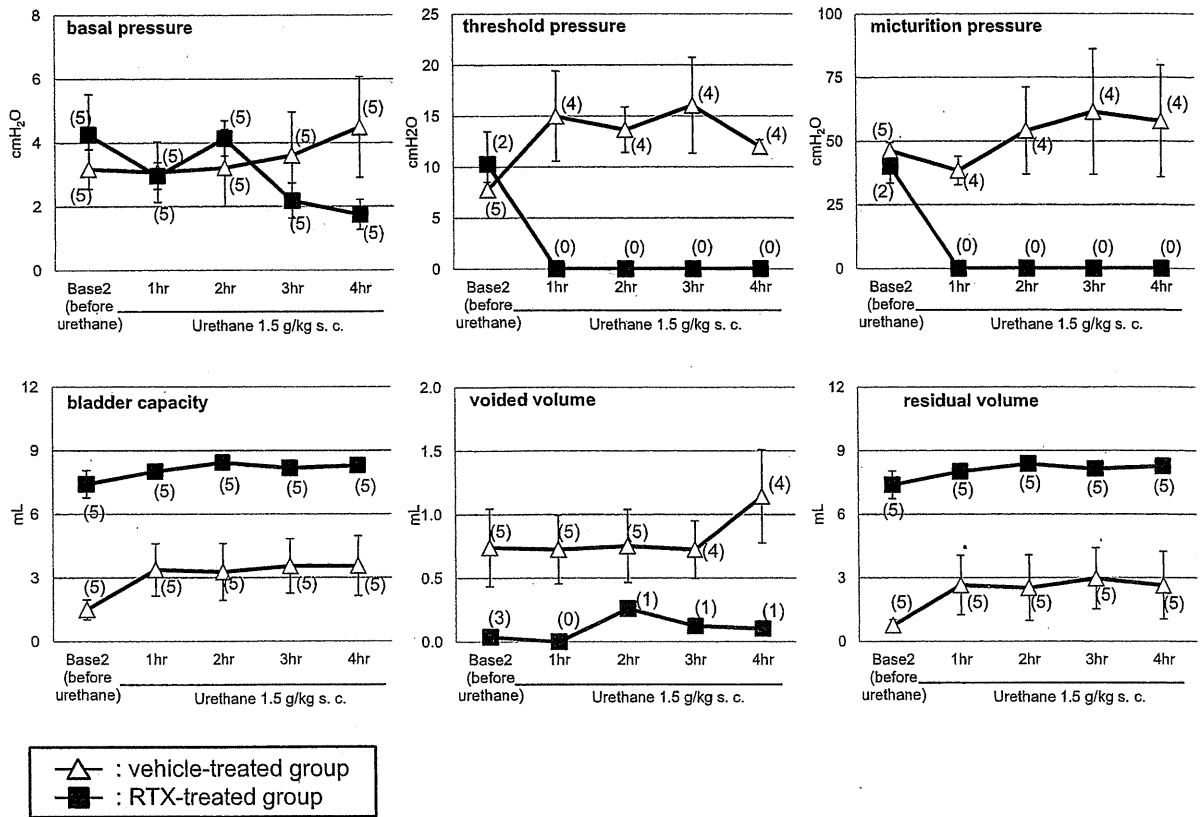 basal pressure
8
6
4
2
0
cmH₂O
(5)
(5)
(5)
(5)
(5)
(5)
(5)
(5)
(5)
(5)
Base2
(before
urethane)
1hr
2hr
3hr
4hr
Urethane 1.5 g/kg s. c.
threshold pressure
25
20
15
10
5
0
cmH2O
(2)
(5)
(4)
(4)
(4)
(4)
(0)
(0)
(0)
(0)
Base2
(before
urethane)
1hr
2hr
3hr
4hr
Urethane 1.5 g/kg s. c.
micturition pressure
100
75
50
25
0
cmH₂O
(5)
(2)
(4)
(4)
(4)
(4)
(0)
(0)
(0)
(0)
Base2
(before
urethane)
1hr
2hr
3hr
4hr
Urethane 1.5 g/kg s. c.
bladder capacity
12
9
6
3
0
mL
(5)
(5)
(5)
(5)
(5)
(5)
(5)
(5)
(5)
(5)
Base2
(before
urethane)
1hr
2hr
3hr
4hr
Urethane 1.5 g/kg s. c.
voided volume
2.0
1.5
1.0
0.5
0.0
mL
(5)
(5)
(5)
(4)
(4)
(3)
(0)
(1)
(1)
(1)
Base2
(before
urethane)
1hr
2hr
3hr
4hr
Urethane 1.5 g/kg s. c.
residual volume
12
9
6
3
0
mL
(5)
(5)
(5)
(5)
(5)
(5)
(5)
(5)
(5)
(5)
Base2
(before
urethane)
1hr
2hr
3hr
4hr
Urethane 1.5 g/kg s. c.
: vehicle-treated group
: RTX-treated group